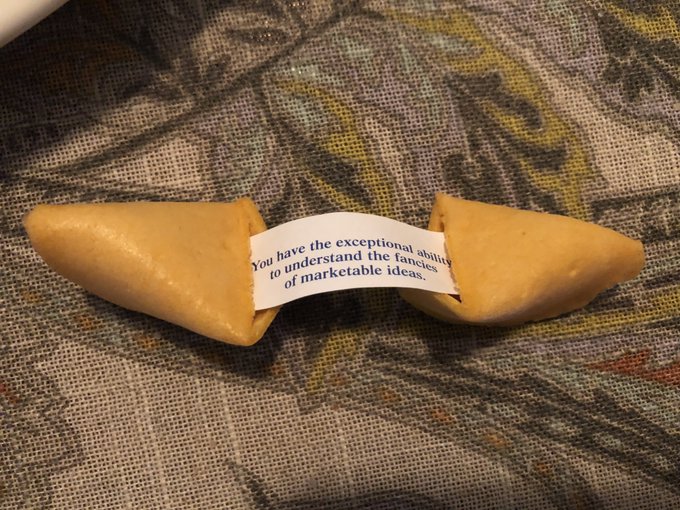 You have the exceptional ability
to understand the fancies
of marketable ideas.